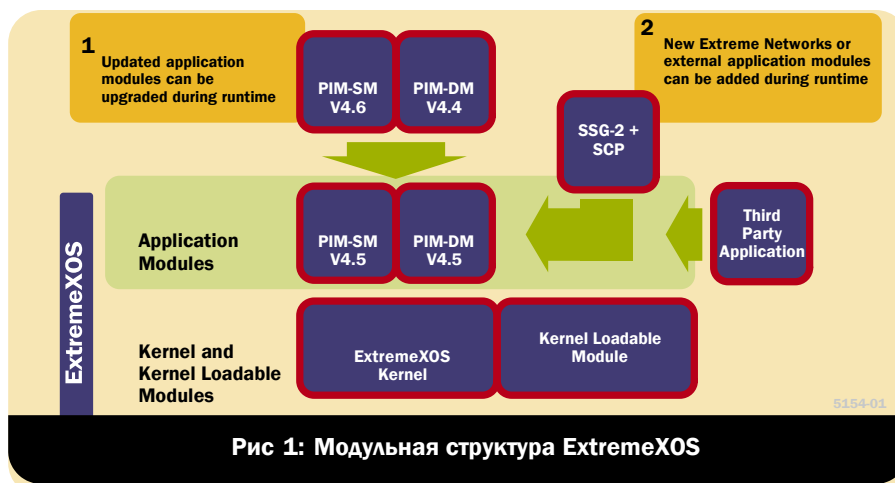 1
Updated application
modules can be
upgraded during runtime
PIM-SM
V4.6
PIM-DM
V4.4
2
New Extreme Networks or
external application modules
can be added during runtime
SSG-2 +
SCP
ExtremeXOS
Application
Modules
PIM-SM
V4.5
PIM-DM
V4.5
Third
Party
Application
Kernel and
Kernel Loadable
Modules
ExtremeXOS
Kernel
Kernel Loadable
Module
5154-01
Рис 1: Модульная структура ExtremeXOS